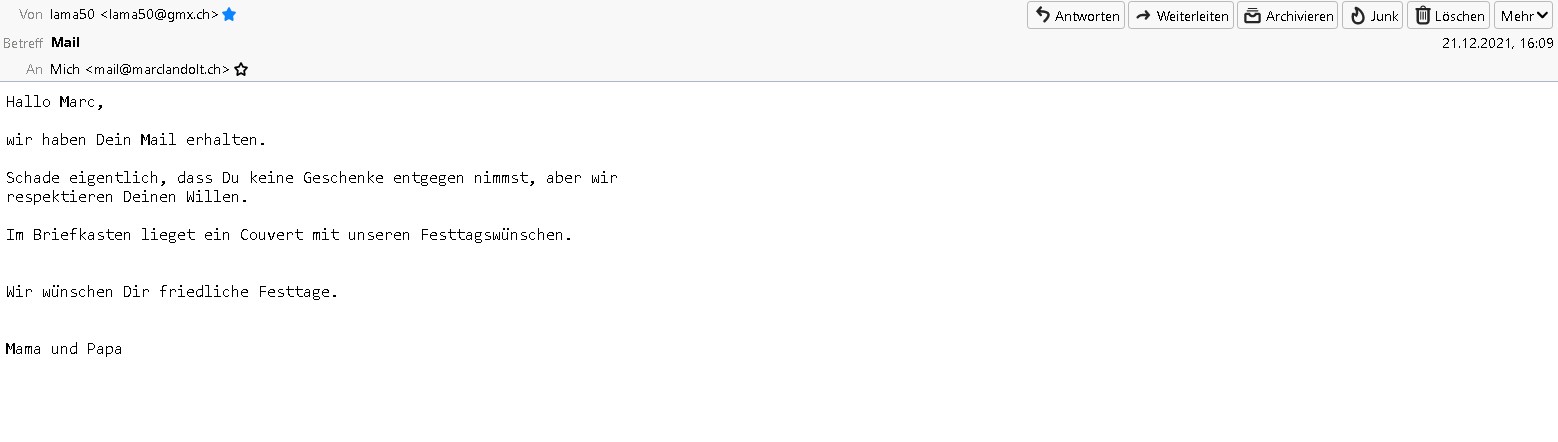 Von lama50 <lama50@gmx.ch> Antworten Weiterleiten Archivieren Junk Löschen Mehr
Betreff Mail 21.12.2021, 16:09
An Mich <mail@marclandolt.ch>
Hallo Marc,
wir haben Dein Mail erhalten.
Schade eigentlich, dass Du keine Geschenke entgegen nimmst, aber wir
respektieren Deinen Willen.
Im Briefkasten lieget ein Couvert mit unseren Festtagswünschen.
Wir wünschen Dir friedliche Festtage.
Mama und Papa